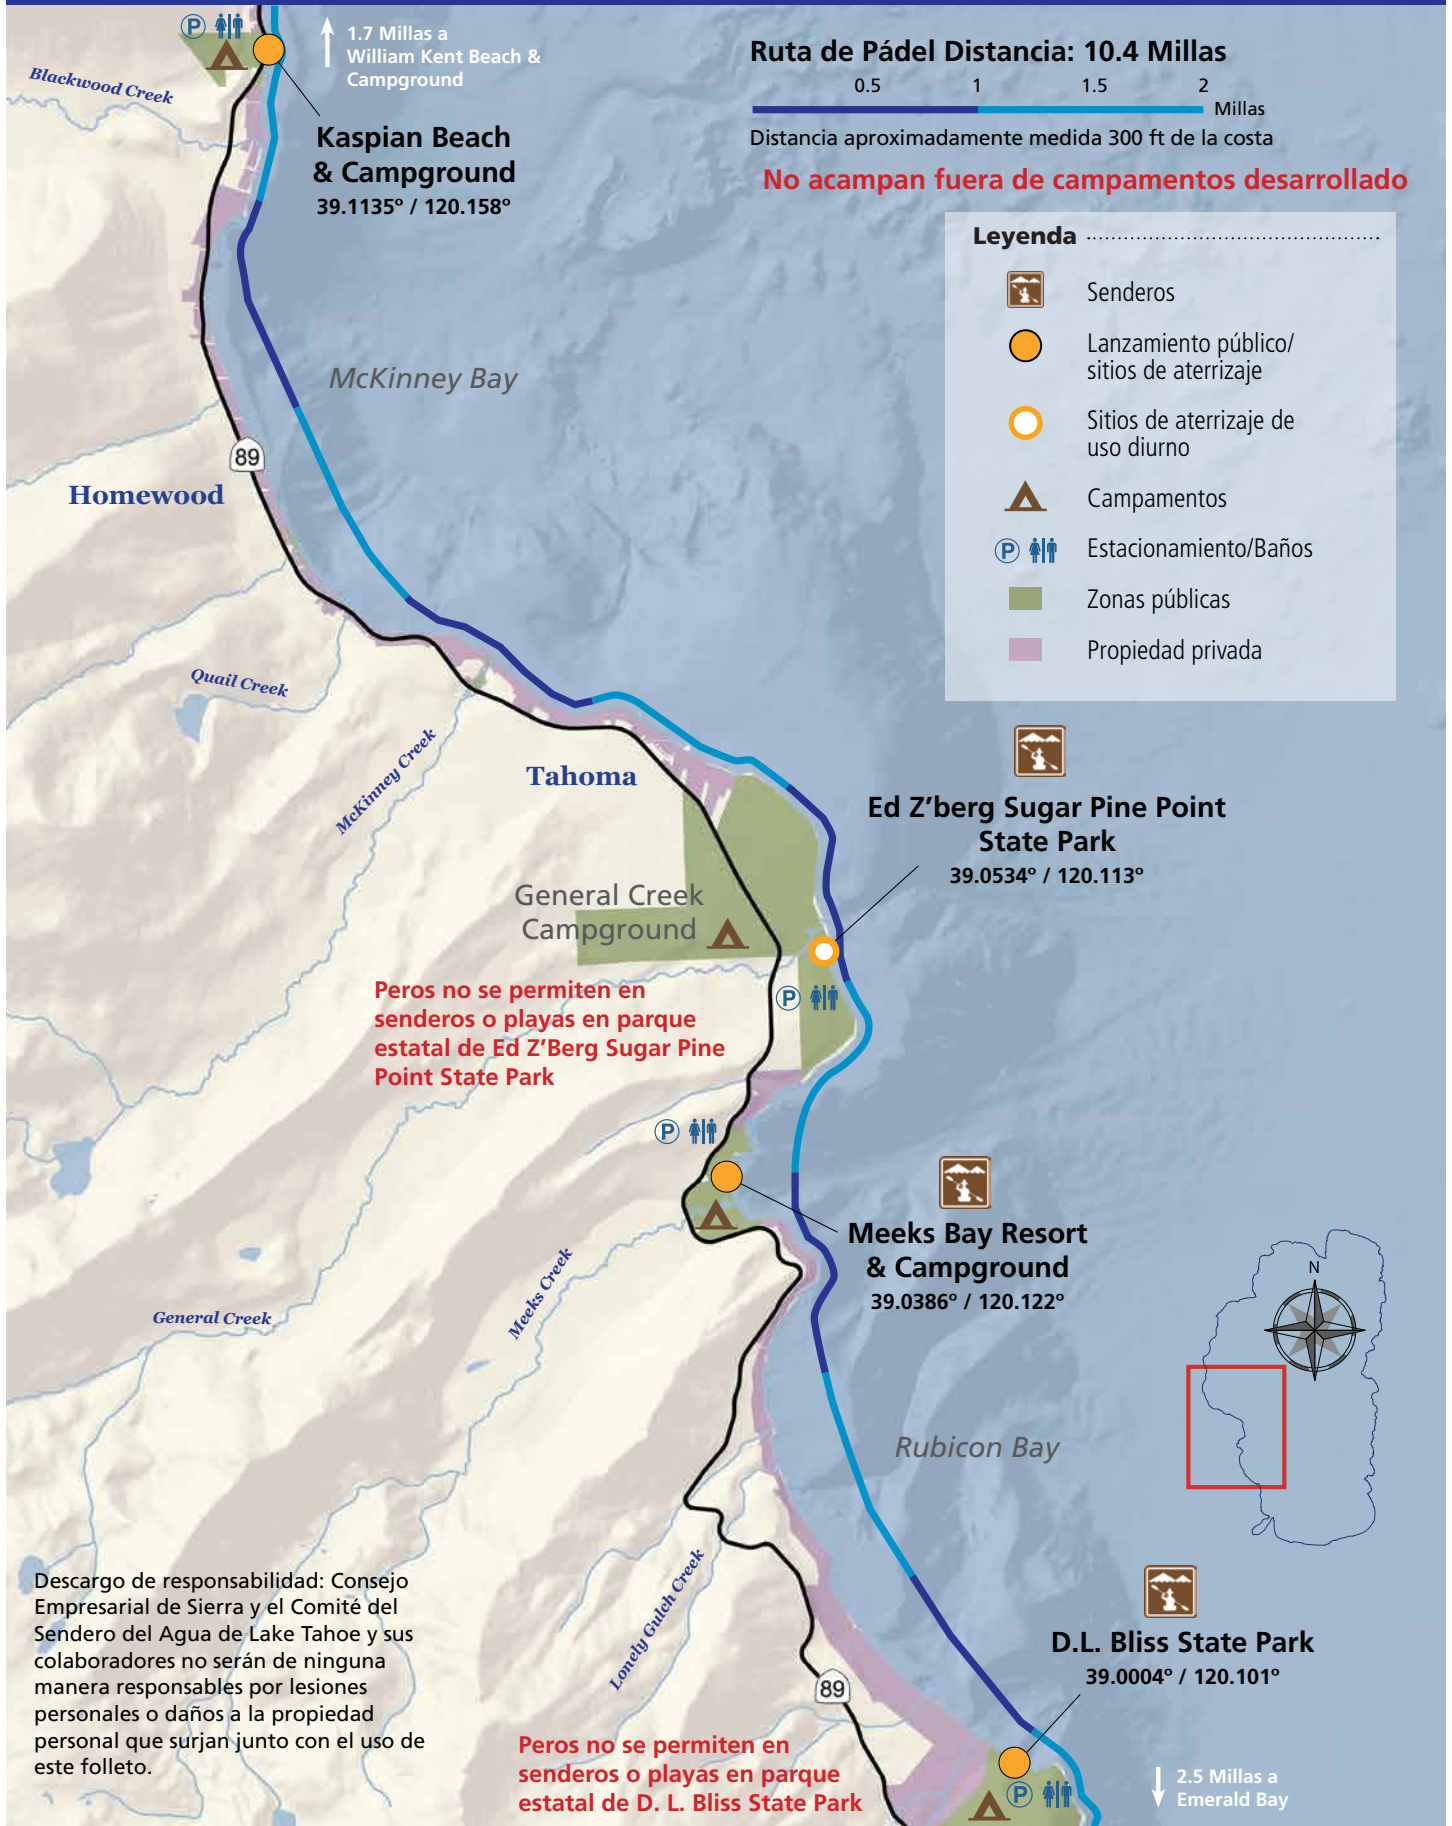 1.7 Millas a
William Kent Beach &
Campground
Blackwood Creek
Kaspian Beach
& Campground
39.1135º / 120.158º
Ruta de Pádel Distancia: 10.4 Millas
0.5 1 1.5 2
Millas
Distancia aproximadamente medida 300 ft de la costa
No acampan fuera de campamentos desarrollado
Leyenda
Senderos
Lanzamiento público/
sitios de aterrizaje
Sitios de aterrizaje de
uso diurno
Campamentos
P Estacionamiento/Baños
Zonas públicas
Propiedad privada
P
McKinney Bay
89
Homewood
Quail Creek
McKinney Creek
Tahoma
Ed Z'berg Sugar Pine Point
State Park
39.0534º / 120.113º
General Creek
Campground
P
Peros no se permiten en
senderos o playas en parque
estatal de Ed Z'Berg Sugar Pine
Point State Park
P
Meeks Bay Resort
& Campground
39.0386º / 120.122º
N
General Creek
Meeks Creek
Rubicon Bay
Lonely Gulch Creek
Descargo de responsabilidad: Consejo
Empresarial de Sierra y el Comité del
Sendero del Agua de Lake Tahoe y sus
colaboradores no serán de ninguna
manera responsables por lesiones
personales o daños a la propiedad
personal que surjan junto con el uso de
este folleto.
89
D.L. Bliss State Park
39.0004º / 120.101º
Peros no se permiten en
senderos o playas en parque
estatal de D. L. Bliss State Park
P
2.5 Millas a
Emerald Bay